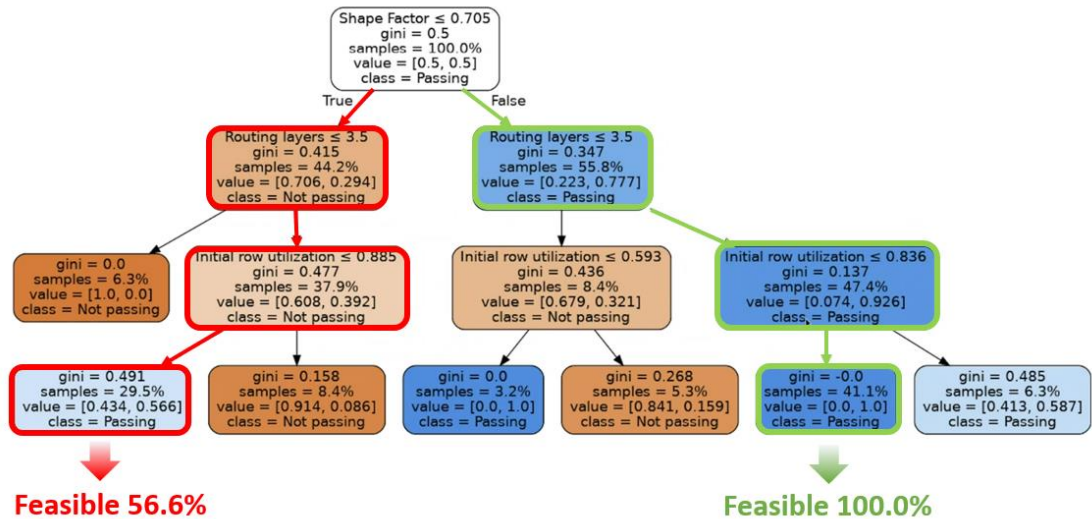 Shape Factor ≤ 0.705
gini = 0.5
samples = 100.0%
value = [0.5, 0.5]
class = Passing
True
False
Routing layers ≤ 3.5
gini = 0.415
samples = 44.2%
value = [0.706, 0.294]
class = Not passing
Routing layers ≤ 3.5
gini = 0.347
samples = 55.8%
value = [0.223, 0.777]
class = Passing
gini = 0.0
samples = 6.3%
value = [1.0, 0.0]
class = Not passing
Initial row utilization ≤ 0.885
gini = 0.477
samples = 37.9%
value = [0.608, 0.392]
class = Not passing
Initial row utilization ≤ 0.593
gini = 0.436
samples = 8.4%
value = [0.679, 0.321]
class = Not passing
Initial row utilization ≤ 0.836
gini = 0.137
samples = 47.4%
value = [0.074, 0.926]
class = Passing
gini = 0.491
samples = 29.5%
value = [0.434, 0.566]
class = Passing
gini = 0.158
samples = 8.4%
value = [0.914, 0.086]
class = Not passing
gini = 0.0
samples = 3.2%
value = [0.0, 1.0]
class = Passing
gini = 0.268
samples = 5.3%
value = [0.841, 0.159]
class = Not passing
gini = -0.0
samples = 41.1%
value = [0.0, 1.0]
class = Passing
gini = 0.485
samples = 6.3%
value = [0.413, 0.587]
class = Passing
Feasible 56.6%
Feasible 100.0%